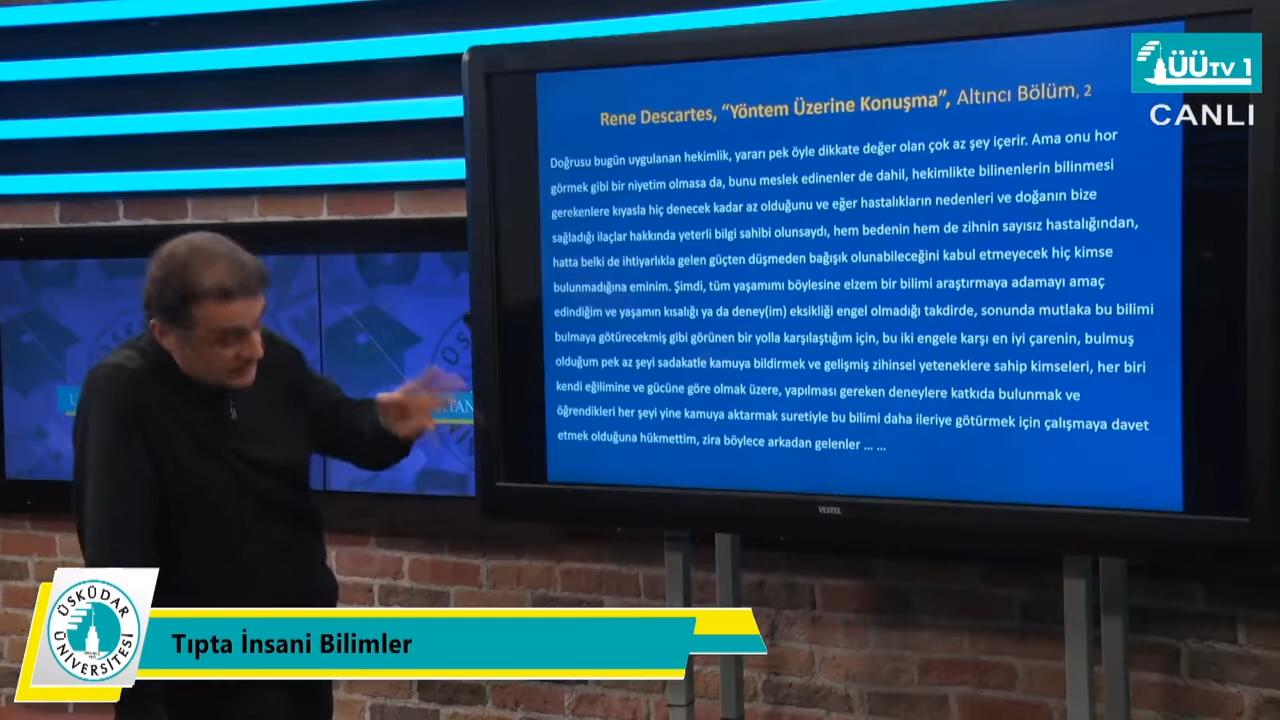 ÜÜTV 1
CANLI
Rene Descartes, “Yöntem Üzerine Konuşma”, Altıncı Bölüm, 2
Doğrusu bugün uygulanan hekimlik, yararı pek öyle dikkate değer olan çok az şey içerir. Ama onu hor
görmek gibi bir niyetim olmasa da, bunu meslek edinenler de dahil, hekimlikte bilinenlerin bilinmesi
gerekenlere kıyasla hiç denecek kadar az olduğunu ve eğer hastalıkların nedenleri ve doğanın bize
sağladığı ilaçlar hakkında yeterli bilgi sahibi olunsaydı, hem bedenin hem de zihnin sayısız hastalığından,
hatta belki de ihtiyarlıkla gelen güçten düşmeden bağışık olunabileceğini kabul etmeyecek hiç kimse
bulunmadığına eminim. Şimdi, tüm yaşamımı böylesine elzem bir bilimi araştırmaya adamayı amaç
edindiğim ve yaşamın kısalığı ya da deney(im) eksikliği engel olmadığı takdirde, sonunda mutlaka bu bilimi
bulmaya götürecekmiş gibi görünen bir yolla karşılaştığım için, bu iki engele karşı en iyi çarenin, bulmuş
olduğum pek az şeyi sadakatle kamuya bildirmek ve gelişmiş zihinsel yeteneklere sahip kimseleri, her biri
kendi eğilimine ve gücüne göre olmak üzere, yapılması gereken deneylere katkıda bulunmak ve
öğrendikleri her şeyi yine kamuya aktarmak suretiyle bu bilimi daha ileriye götürmek için çalışmaya davet
etmek olduğuna hükmettim, zira böylece arkadan gelenler ... ...
VESTEL
ÜSKÜDAR ÜNİVERSİTESİ
Tıpta İnsani Bilimler